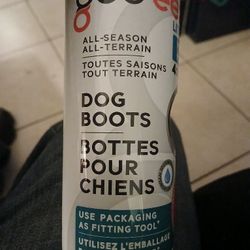 ALL-SEASON
ALL-TERRAIN
TOUTES SAISONS
TOUT TERRAIN
DOG
BOOTS
BOTTES
POUR
CHIENS
USE PACKAGING
AS FITTING TOOL*
UTILISEZ L'EMBALLAGE